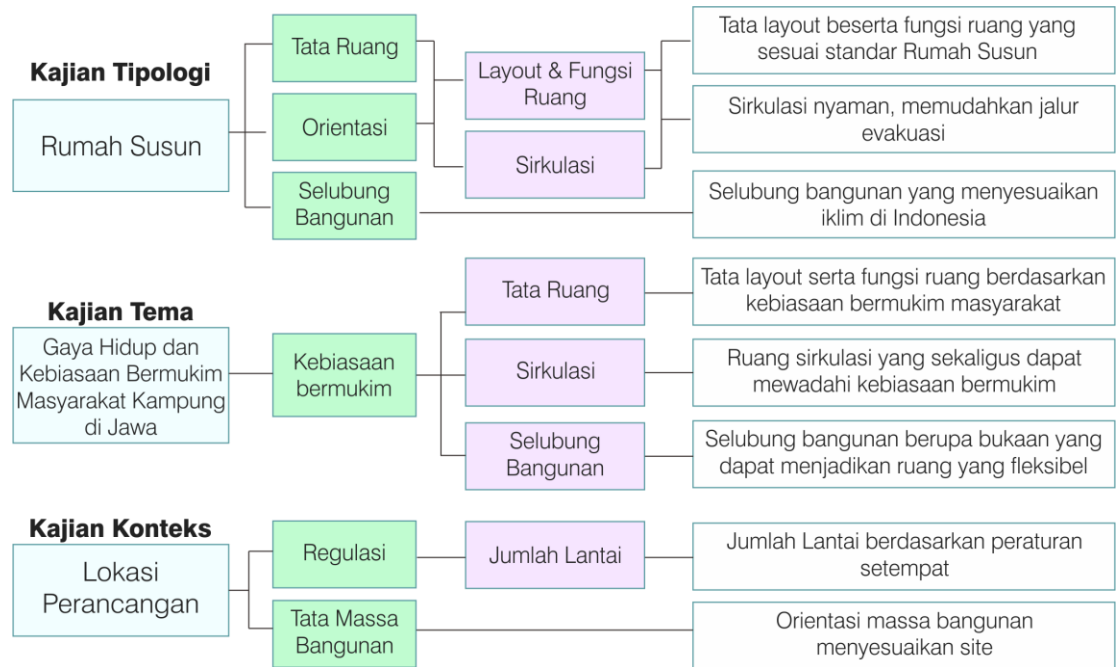 Kajian Tipologi
Rumah Susun
Tata Ruang
Orientasi
Selubung
Bangunan
Layout & Fungsi
Ruang
Sirkulasi
Tata layout beserta fungsi ruang yang
sesuai standar Rumah Susun
Sirkulasi nyaman, memudahkan jalur
evakuasi
Selubung bangunan yang menyesuaikan
iklim di Indonesia
Kajian Tema
Gaya Hidup dan
Kebiasaan Bermukim
Masyarakat Kampung
di Jawa
Kebiasaan
bermukim
Tata Ruang
Sirkulasi
Selubung
Bangunan
Tata layout serta fungsi ruang berdasarkan
kebiasaan bermukim masyarakat
Ruang sirkulasi yang sekaligus dapat
mewadahi kebiasaan bermukim
Selubung bangunan berupa bukaan yang
dapat menjadikan ruang yang fleksibel
Kajian Konteks
Lokasi
Perancangan
Regulasi
Tata Massa
Bangunan
Jumlah Lantai
Jumlah Lantai berdasarkan peraturan
setempat
Orientasi massa bangunan
menyesuaikan site